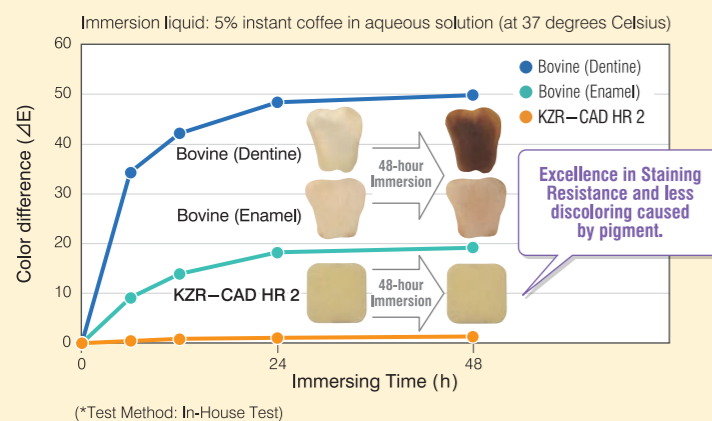 Immersion liquid: 5% instant coffee in aqueous solution (at 37 degrees Celsius)
60
50
40
30
20
10
0
Color difference (⊿E)
Bovine (Dentine)
Bovine (Enamel)
KZR−CAD HR 2
Bovine (Dentine)
48-hour
Immersion
Bovine (Enamel)
KZR−CAD HR 2
48-hour
Immersion
Excellence in Staining
Resistance and less
discoloring caused
by pigment.
0
24
48
Immersing Time (h)
(*Test Method: In-House Test)